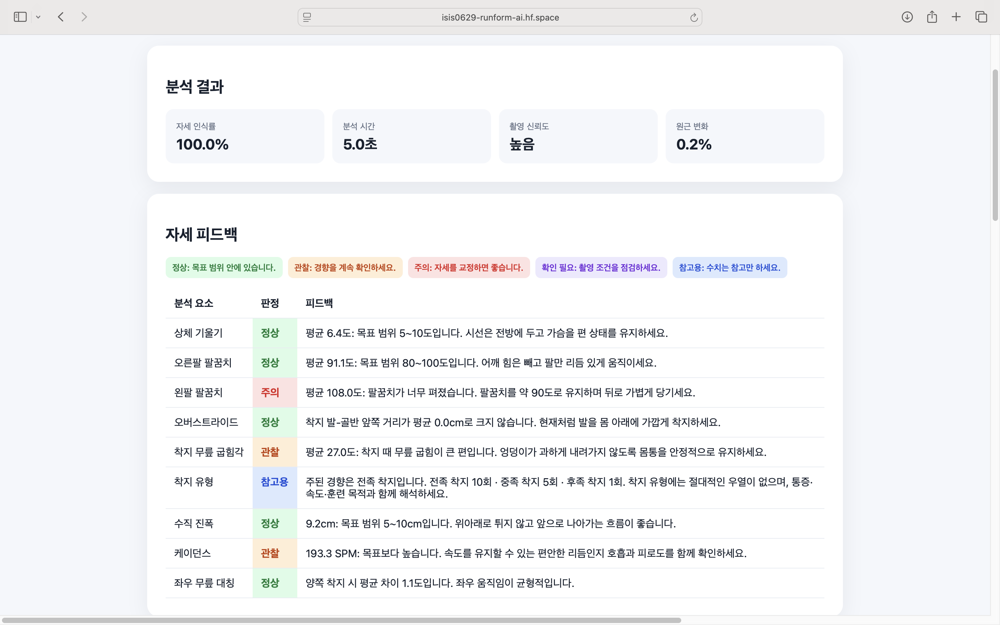 isis0629-runform-ai.hf.space
분석 결과
자세 인식률
100.0%
분석 시간
5.0초
촬영 신뢰도
높음
원근 변화
0.2%
자세 피드백
정상: 목표 범위 안에 있습니다.
관찰: 경향을 계속 확인하세요.
주의: 자세를 교정하면 좋습니다.
확인 필요: 촬영 조건을 점검하세요.
참고용: 수치는 참고만 하세요.
분석 요소 판정 피드백
상체 기울기 정상 평균 6.4도: 목표 범위 5~10도입니다. 시선은 전방에 두고 가슴을 편 상태를 유지하세요.
오른팔 팔꿈치 정상 평균 91.1도: 목표 범위 80~100도입니다. 어깨 힘은 빼고 팔만 리듬 있게 움직이세요.
왼팔 팔꿈치 주의 평균 108.0도: 팔꿈치가 너무 펴졌습니다. 팔꿈치를 약 90도로 유지하며 뒤로 가볍게 당기세요.
오버스트라이드 정상 착지 발-골반 앞쪽 거리가 평균 0.0cm로 크지 않습니다. 현재처럼 발을 몸 아래에 가깝게 착지하세요.
착지 무릎 굽힘각 관찰 평균 27.0도: 착지 때 무릎 굽힘이 큰 편입니다. 엉덩이가 과하게 내려가지 않도록 몸통을 안정적으로 유지하세요.
착지 유형 참고용 주된 경향은 전족 착지입니다. 전족 착지 10회 · 중족 착지 5회 · 후족 착지 1회. 착지 유형에는 절대적인 우열이 없으며, 통증·
속도·훈련 목적과 함께 해석하세요.
수직 진폭 정상 9.2cm: 목표 범위 5~10cm입니다. 위아래로 튀지 않고 앞으로 나아가는 흐름이 좋습니다.
케이던스 관찰 193.3 SPM: 목표보다 높습니다. 속도를 유지할 수 있는 편안한 리듬인지 호흡과 피로도를 함께 확인하세요.
좌우 무릎 대칭 정상 양쪽 착지 시 평균 차이 1.1도입니다. 좌우 움직임이 균형적입니다.